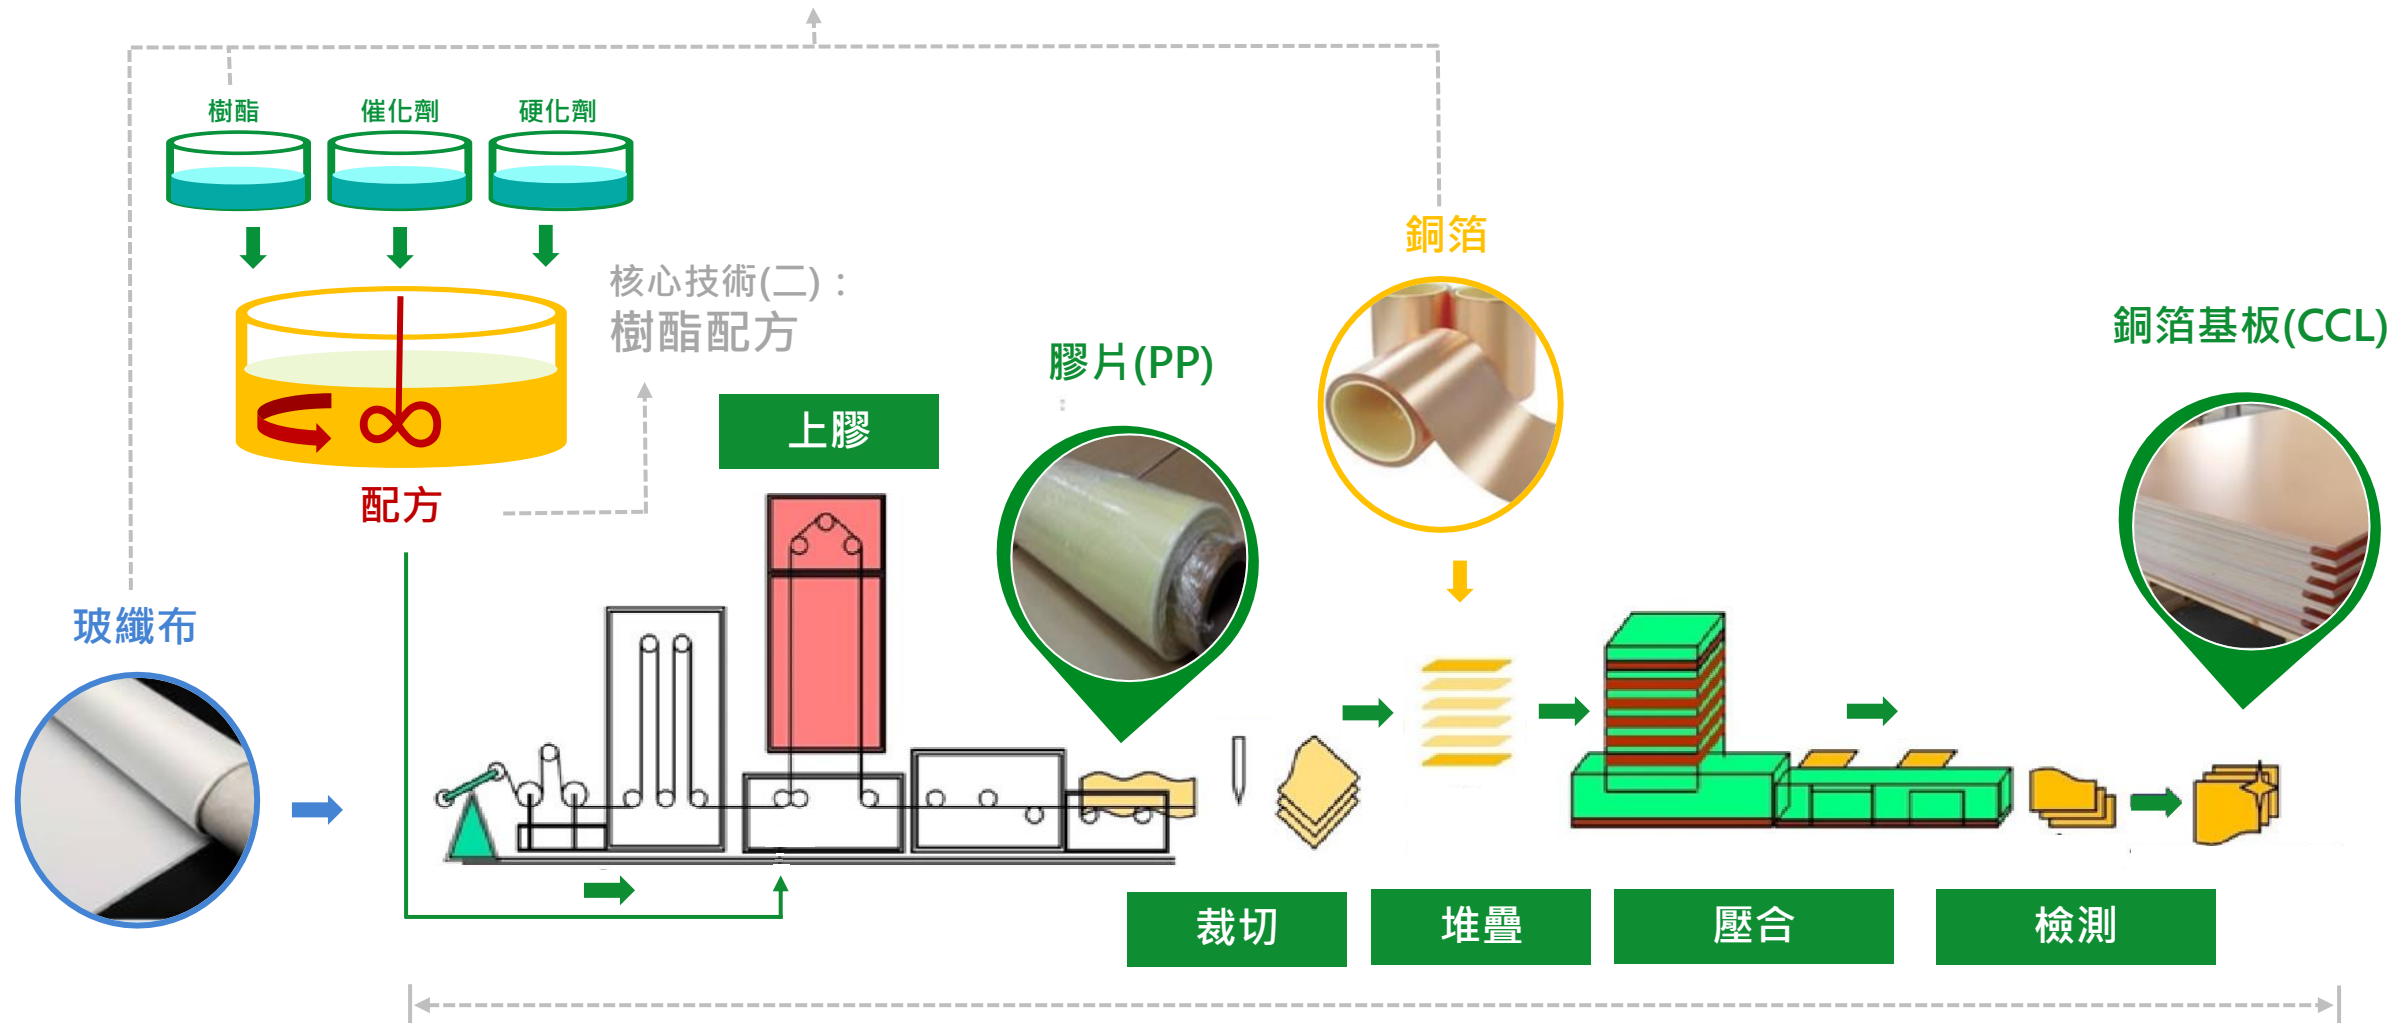 樹酯
催化劑
硬化劑
核心技術(二)：
樹酯配方
配方
玻纖布
上膠
膠片(PP)
銅箔
銅箔基板(CCL)
裁切
堆疊
壓合
檢測